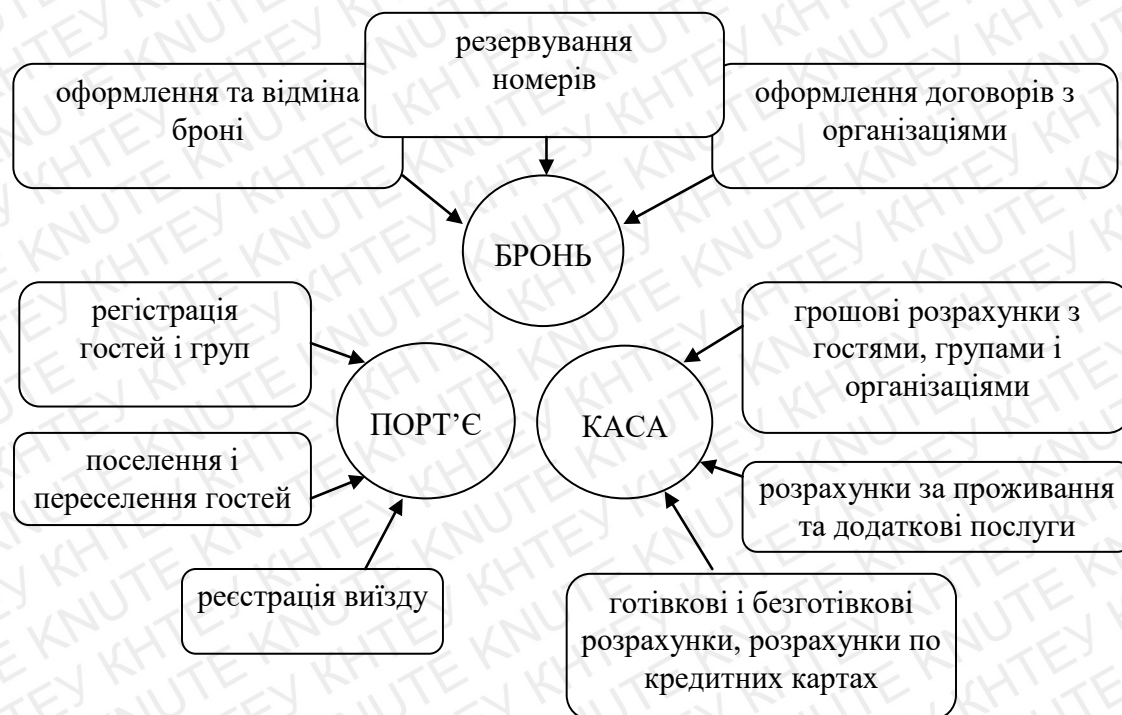 резервування
номерів
оформлення та відміна
броні
оформлення договорів з
організаціями
БРОНЬ
регістрація
гостей і груп
грошові розрахунки з
гостями, групами і
організаціями
ПОРТ’Є
КАСА
поселення і
переселення гостей
розрахунки за проживання
та додаткові послуги
реєстрація виїзду
готівкові і безготівкові
розрахунки, розрахунки по
кредитних картах